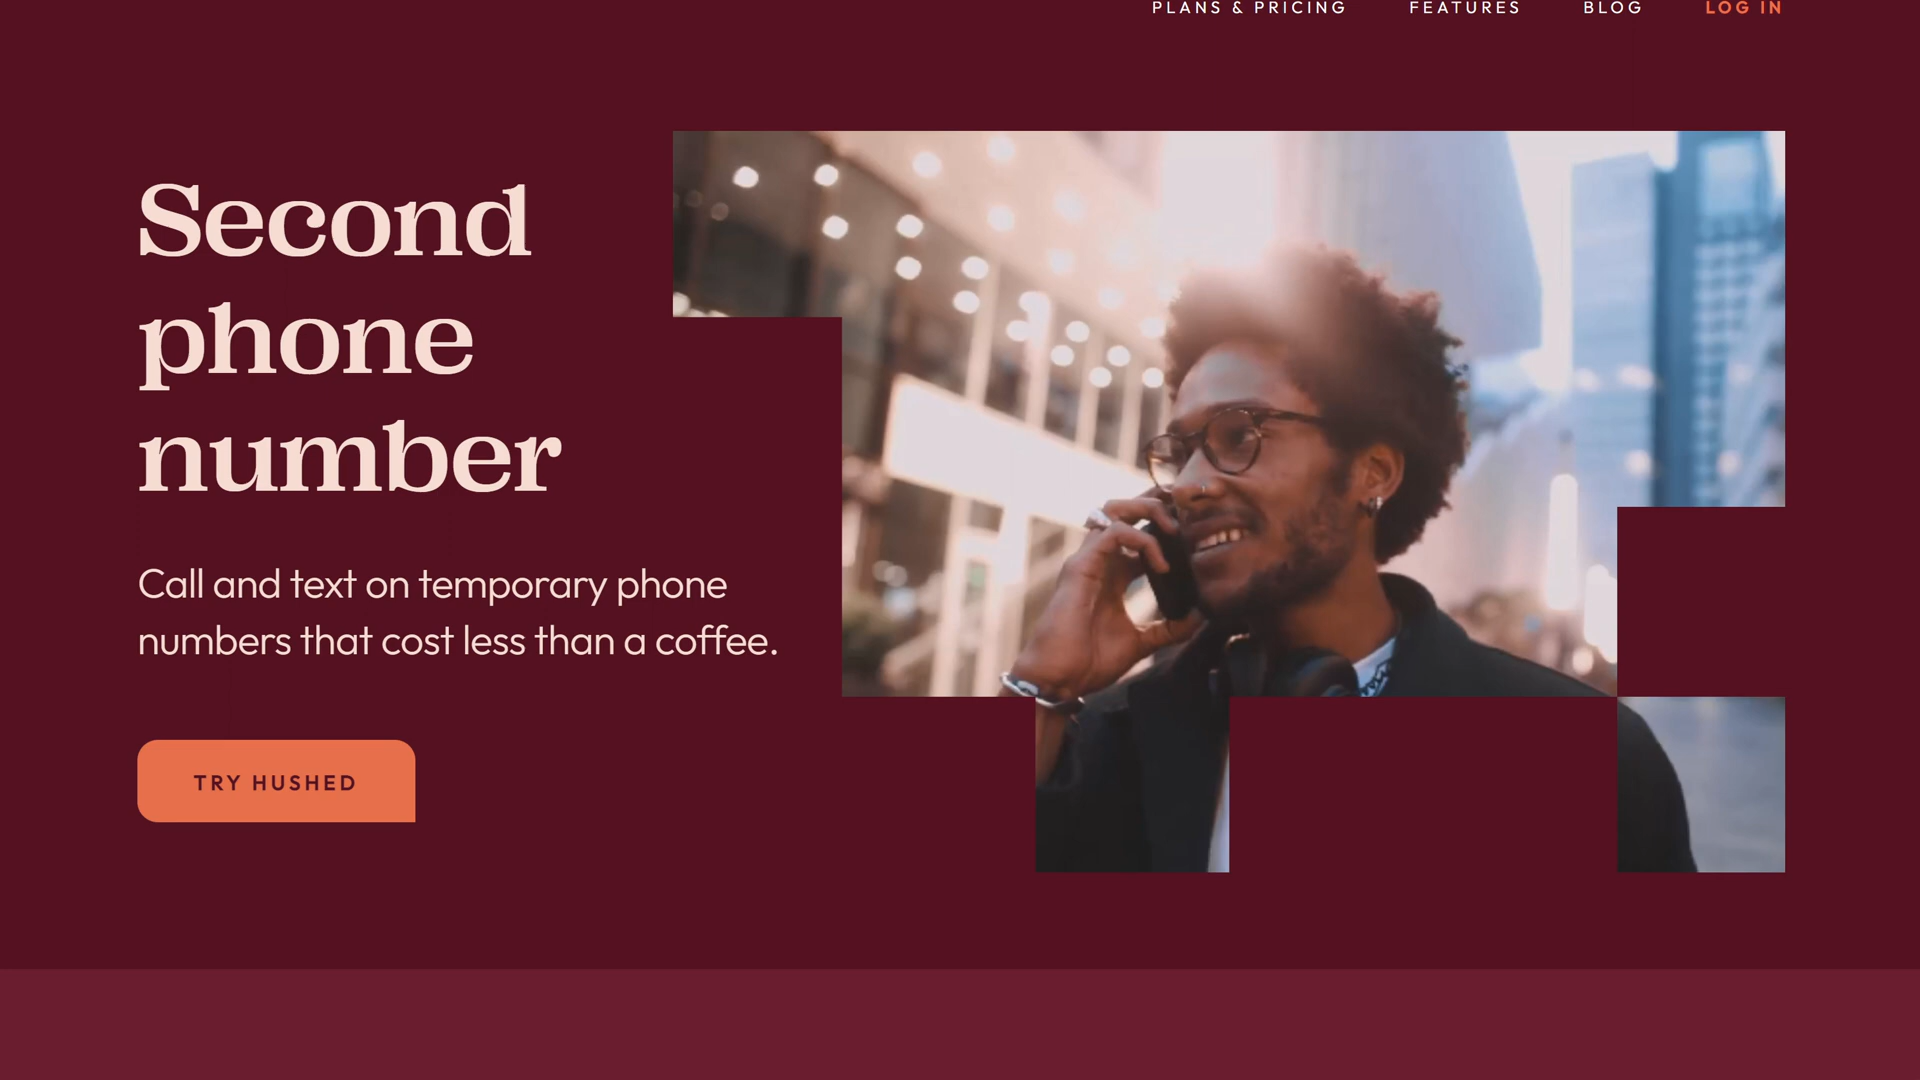 PLANS & PRICING
FEATURES
BLOG
LOG IN
Second
phone
number
Call and text on temporary phone
numbers that cost less than a coffee.
TRY HUSHED